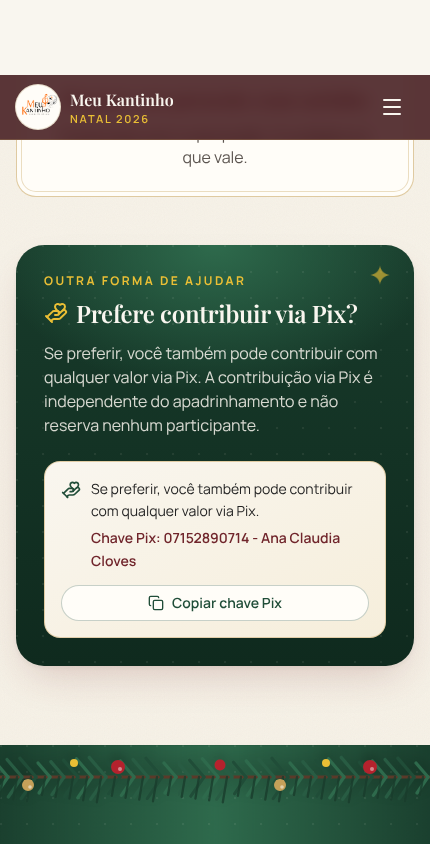 Meu Kantinho
NATAL 2026
que vale.
OUTRA FORMA DE AJUDAR
Prefere contribuir via Pix?
Se preferir, você também pode contribuir com
qualquer valor via Pix. A contribuição via Pix é
independente do apadrinhamento e não
reserva nenhum participante.
Se preferir, você também pode contribuir
com qualquer valor via Pix.
Chave Pix: 07152890714 - Ana Claudia
Cloves
Copiar chave Pix